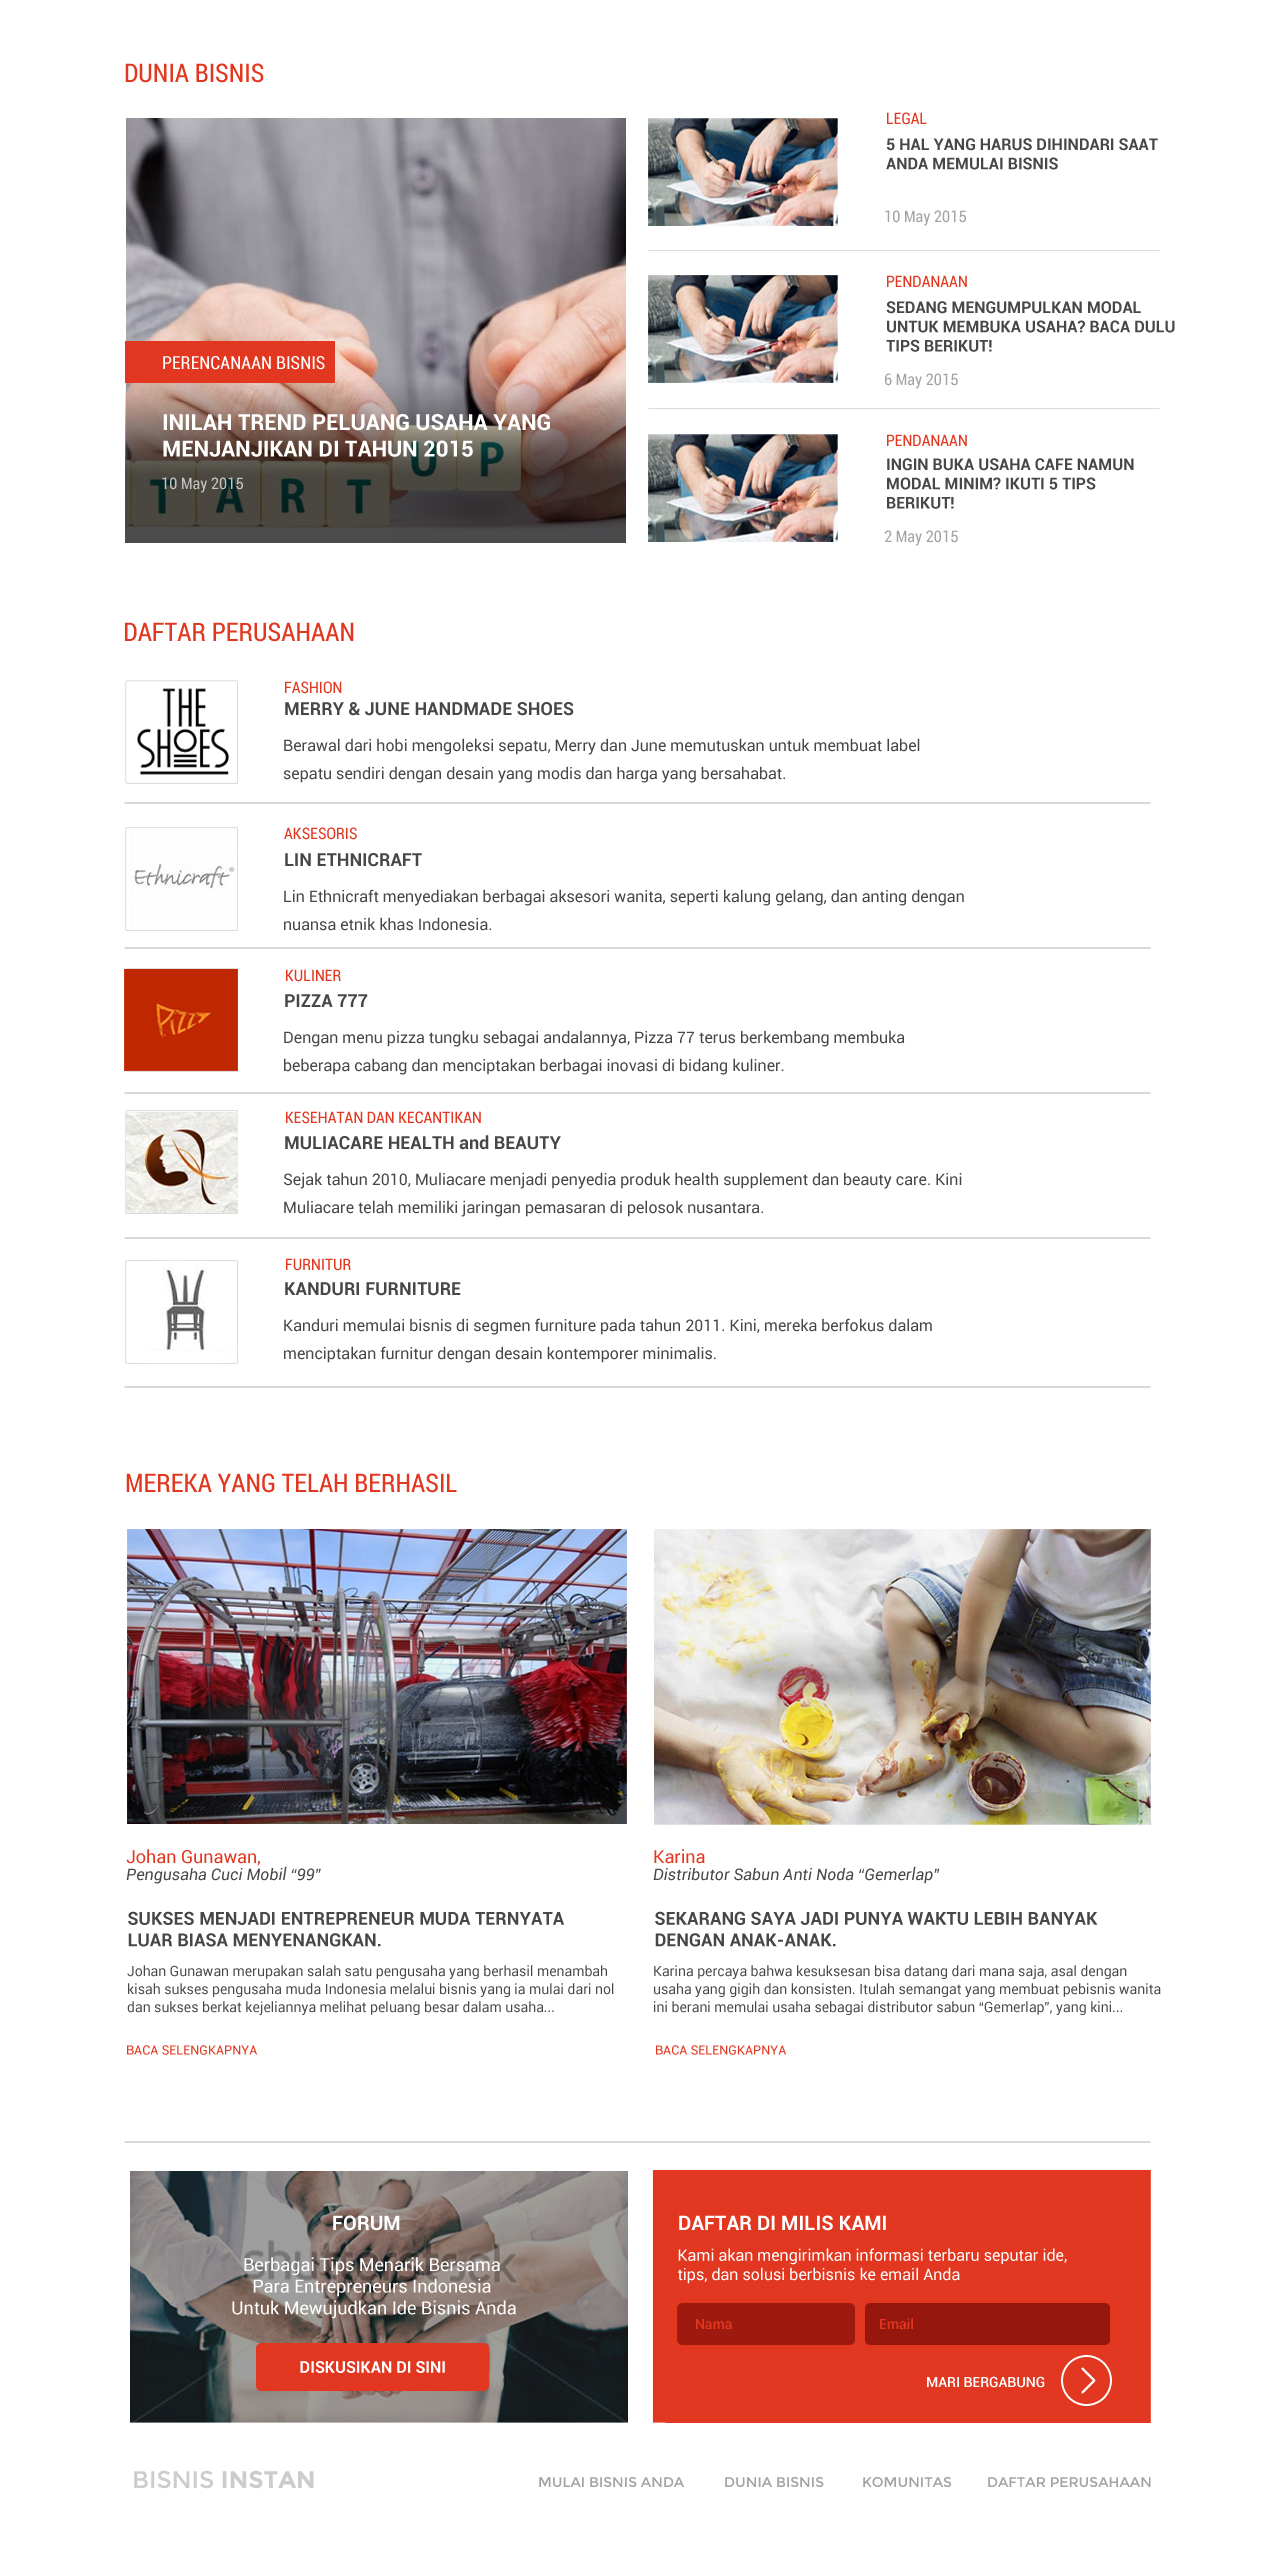 DUNIA BISNIS
PERENCANAAN BISNIS
INILAH TREND PELUANG USAHA YANG
MENJANJIKAN DI TAHUN 2015
10 May 2015
TART UP
LEGAL
5 HAL YANG HARUS DIHINDARI SAAT
ANDA MEMULAI BISNIS
10 May 2015
PENDANAAN
SEDANG MENGUMPULKAN MODAL
UNTUK MEMBUKA USAHA? BACA DULU
TIPS BERIKUT!
6 May 2015
PENDANAAN
INGIN BUKA USAHA CAFE NAMUN
MODAL MINIM? IKUTI 5 TIPS
BERIKUT!
2 May 2015
DAFTAR PERUSAHAAN
THE
SHOES
FASHION
MERRY & JUNE HANDMADE SHOES
Berawal dari hobi mengoleksi sepatu, Merry dan June memutuskan untuk membuat label
sepatu sendiri dengan desain yang modis dan harga yang bersahabat.
Ethnicraft®
AKSESORIS
LIN ETHNICRAFT
Lin Ethnicraft menyediakan berbagai aksesori wanita, seperti kalung gelang, dan anting dengan
nuansa etnik khas Indonesia.
Pizzy
KULINER
PIZZA 777
Dengan menu pizza tungku sebagai andalannya, Pizza 77 terus berkembang membuka
beberapa cabang dan menciptakan berbagai inovasi di bidang kuliner.
KESEHATAN DAN KECANTIKAN
MULIACARE HEALTH and BEAUTY
Sejak tahun 2010, Muliacare menjadi penyedia produk health supplement dan beauty care. Kini
Muliacare telah memiliki jaringan pemasaran di pelosok nusantara.
FURNITUR
KANDURI FURNITURE
Kanduri memulai bisnis di segmen furniture pada tahun 2011. Kini, mereka berfokus dalam
menciptakan furnitur dengan desain kontemporer minimalis.
MEREKA YANG TELAH BERHASIL
Johan Gunawan,
Pengusaha Cuci Mobil “99”
SUKSES MENJADI ENTREPRENEUR MUDA TERNYATA
LUAR BIASA MENYENANGKAN.
Johan Gunawan merupakan salah satu pengusaha yang berhasil menambah
kisah sukses pengusaha muda Indonesia melalui bisnis yang ia mulai dari nol
dan sukses berkat kejeliannya melihat peluang besar dalam usaha...
BACA SELENGKAPNYA
Karina
Distributor Sabun Anti Noda “Gemerlap”
SEKARANG SAYA JADI PUNYA WAKTU LEBIH BANYAK
DENGAN ANAK-ANAK.
Karina percaya bahwa kesuksesan bisa datang dari mana saja, asal dengan
usaha yang gigih dan konsisten. Itulah semangat yang membuat pebisnis wanita
ini berani memulai usaha sebagai distributor sabun “Gemerlap”, yang kini...
BACA SELENGKAPNYA
FORUM
Berbagai Tips Menarik Bersama
Para Entrepreneurs Indonesia
Untuk Mewujudkan Ide Bisnis Anda
DISKUSIKAN DI SINI
DAFTAR DI MILIS KAMI
Kami akan mengirimkan informasi terbaru seputar ide,
tips, dan solusi berbisnis ke email Anda
Nama
Email
MARI BERGABUNG
BISNIS INSTAN
MULAI BISNIS ANDA
DUNIA BISNIS
KOMUNITAS
DAFTAR PERUSAHAAN